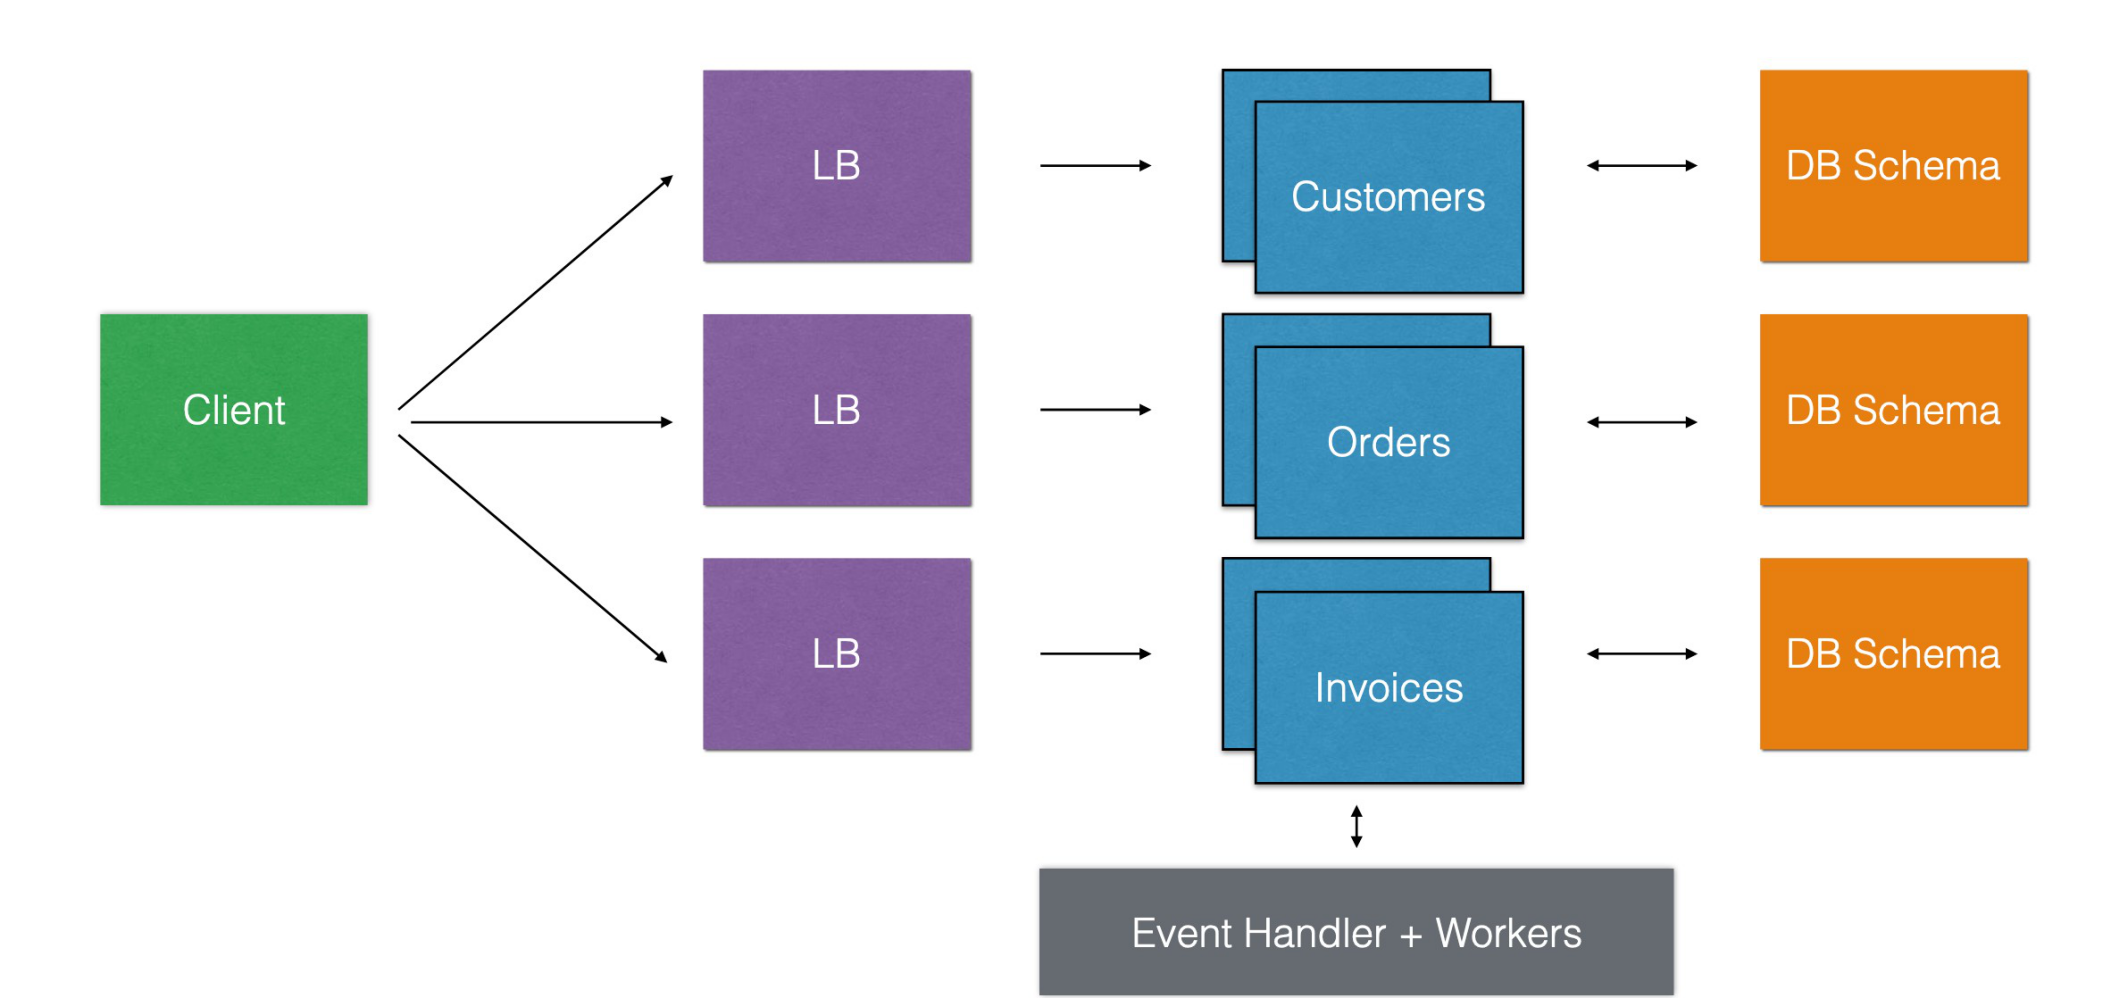 Client
LB
Customers
DB Schema
LB
Orders
DB Schema
LB
Invoices
DB Schema
Event Handler + Workers